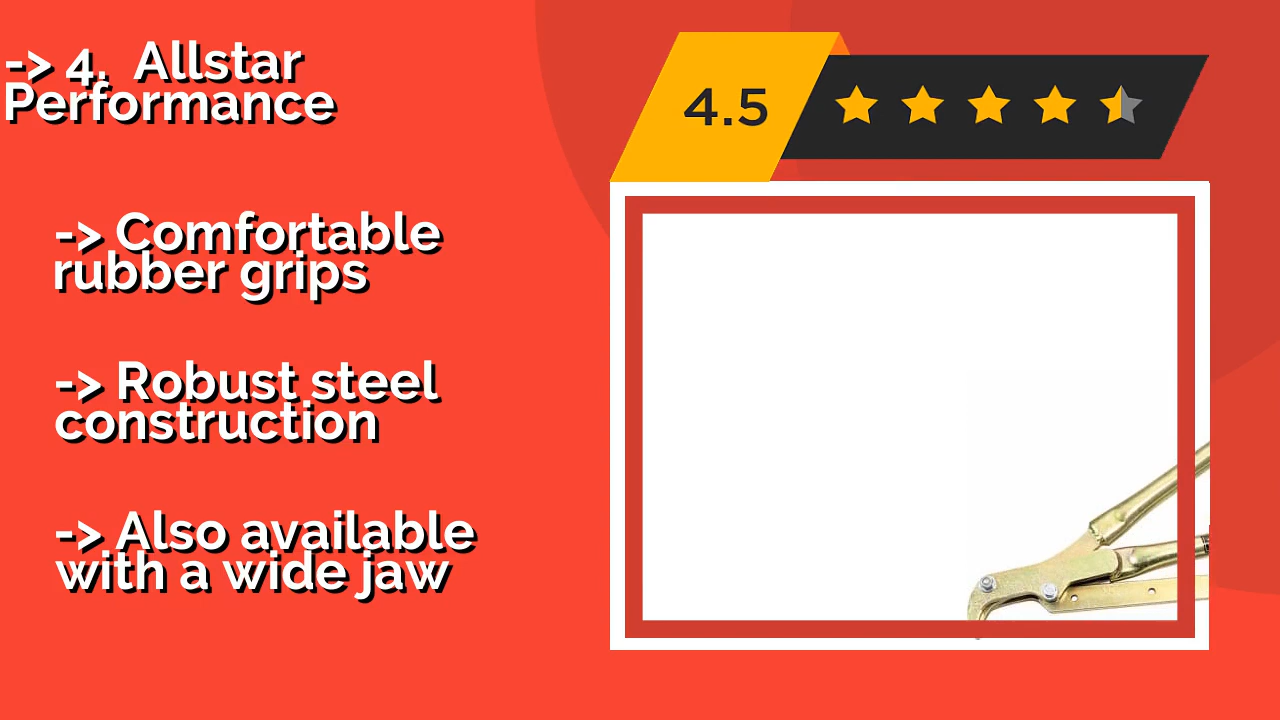 -> 4.  Allstar
Performance
4.5
-> Comfortable
rubber grips
-> Robust steel
construction
-> Also available
with a wide jaw